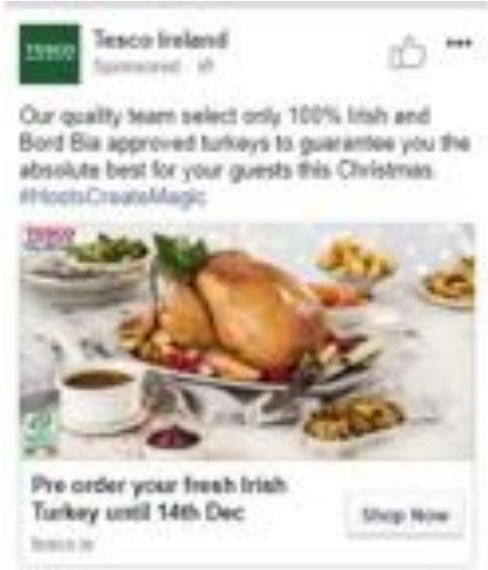 TESCO
Tesco Ireland
Sponsored
Our quality team select only 100% Irish and
Bord Bia approved turkeys to guarantee you the
absolute best for your guests this Christmas.
#HostsCreateMagic
TESCO
Pre order your fresh Irish
Turkey until 14th Dec
Shop Now
tesco.ie